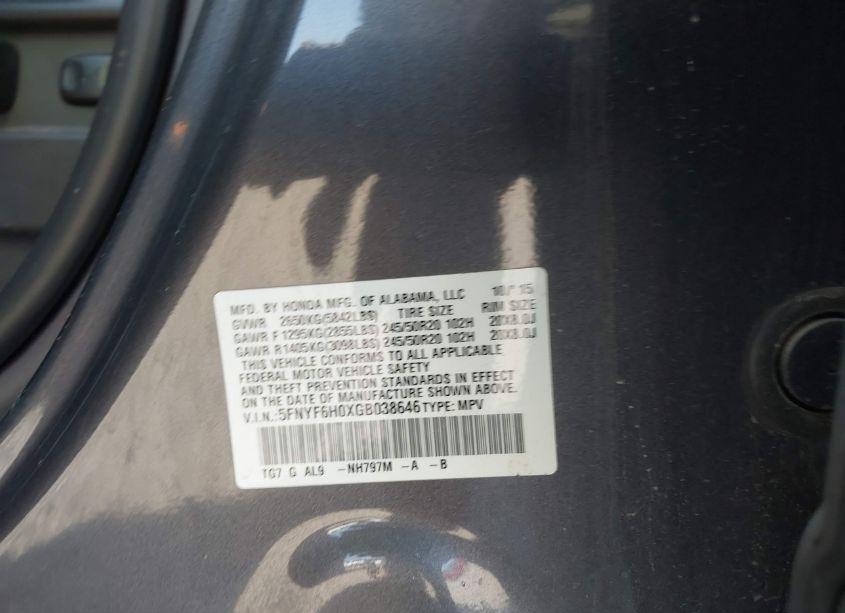 MFD. BY HONDA MFG. OF ALABAMA, LLC 10/15
GVWR 2650KG(5842LBS) TIRE SIZE RIM SIZE
GAWR F 1295KG(2855LBS) 245/50R20 102H 20X8.0J
GAWR R 1405KG(3098LBS) 245/50R20 102H 20X8.0J
THIS VEHICLE CONFORMS TO ALL APPLICABLE
FEDERAL MOTOR VEHICLE SAFETY
AND THEFT PREVENTION STANDARDS IN EFFECT
ON THE DATE OF MANUFACTURE SHOWN ABOVE.
V.I.N.:5FNYF6H0XGB038646 TYPE: MPV
TG7 G AL9 -NH797M -A -B